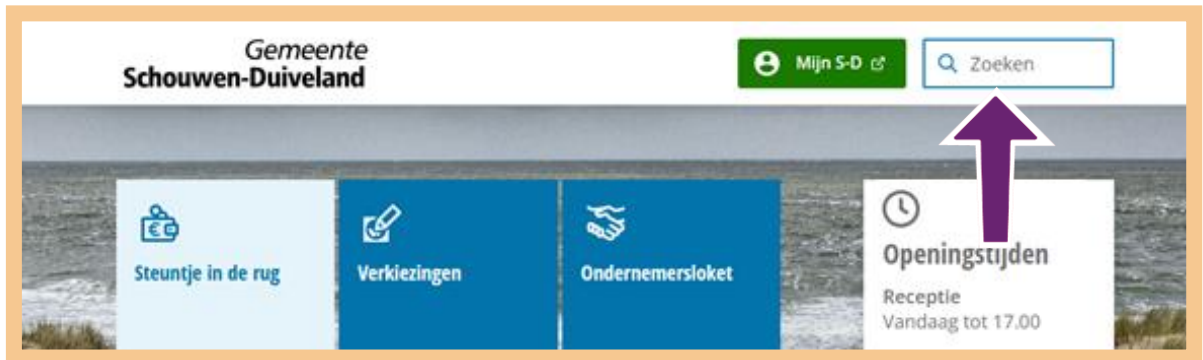 Gemeente
Schouwen-Duiveland
Mijn S-D
Zoeken
Steuntje in de rug
Verkiezingen
Ondernemersloket
Openingstijden
Receptie
Vandaag tot 17.00